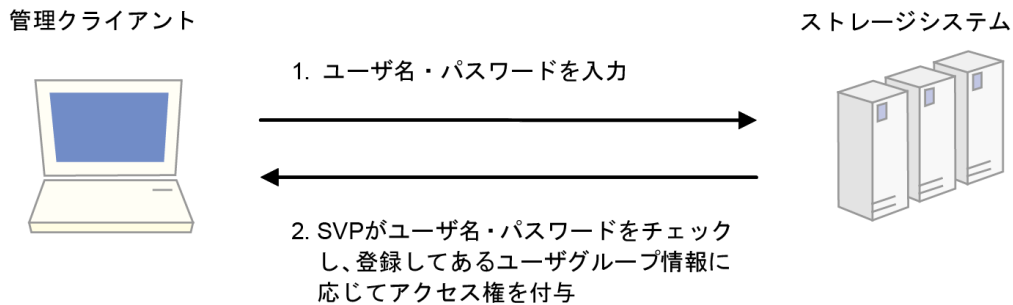 管理クライアント
ストレージシステム
1. ユーザ名・パスワードを入力
2. SVPがユーザ名・パスワードをチェック
し、登録してあるユーザグループ情報に
応じてアクセス権を付与